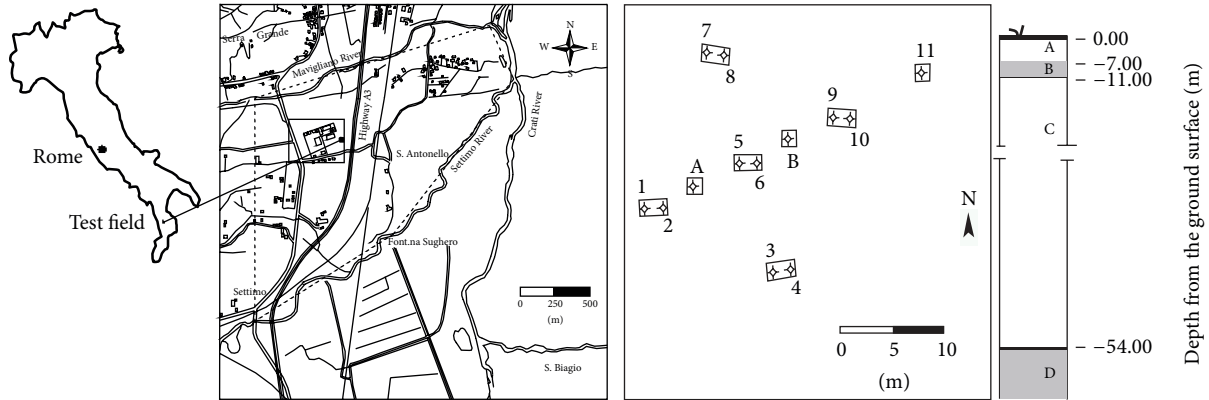 Rome
Test field
Serra Grande
Mavigliano River
Highway A3
N
W E
S
Crati River
S. Antonello
Settimo River
Font.na Sughero
Settimo
0 250 500
(m)
S. Biagio
7
8
11
9
10
5
B
6
A
1
2
3
4
N
0 5 10
(m)
A
B
C
D
0.00
−7.00
−11.00
−54.00
Depth from the ground surface (m)